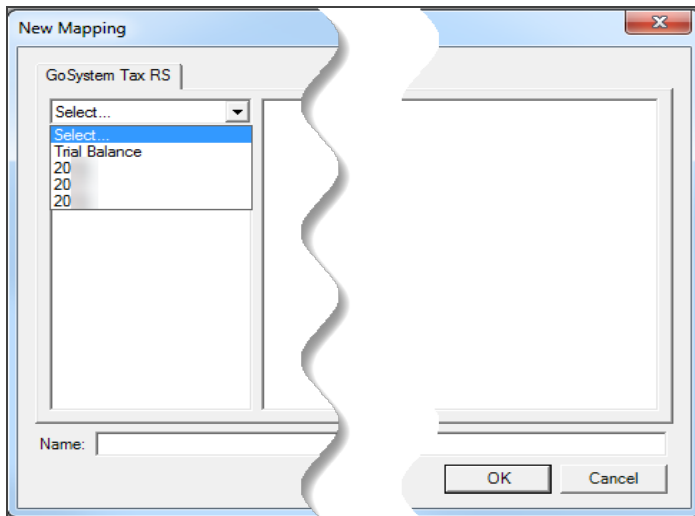 New Mapping
GoSystem Tax RS
Select...
Select...
Trial Balance
20
20
20
Name:
OK
Cancel